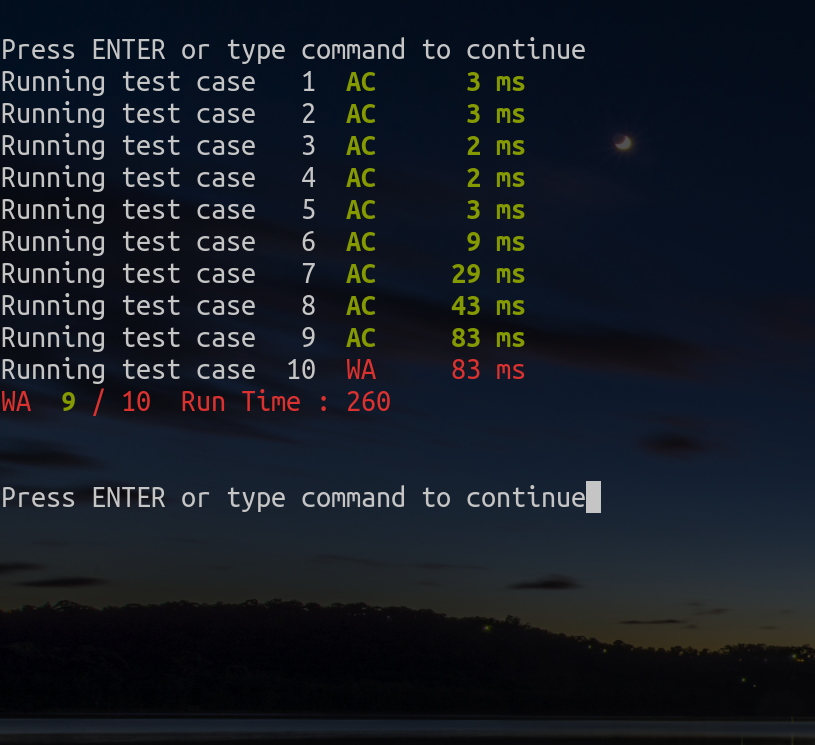 Press ENTER or type command to continue
Running test case 1 AC 3 ms
Running test case 2 AC 3 ms
Running test case 3 AC 2 ms
Running test case 4 AC 2 ms
Running test case 5 AC 3 ms
Running test case 6 AC 9 ms
Running test case 7 AC 29 ms
Running test case 8 AC 43 ms
Running test case 9 AC 83 ms
Running test case 10 WA 83 ms
WA 9 / 10 Run Time : 260
Press ENTER or type command to continue